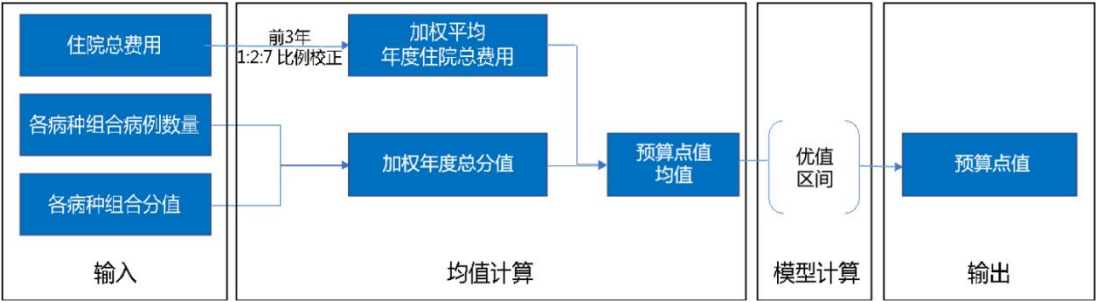 住院总费用
各病种组合病例数量
各病种组合分值
输入
前3年
1:2:7 比例校正
加权平均
年度住院总费用
加权年度总分值
预算点值
均值
均值计算
优值
区间
模型计算
预算点值
输出